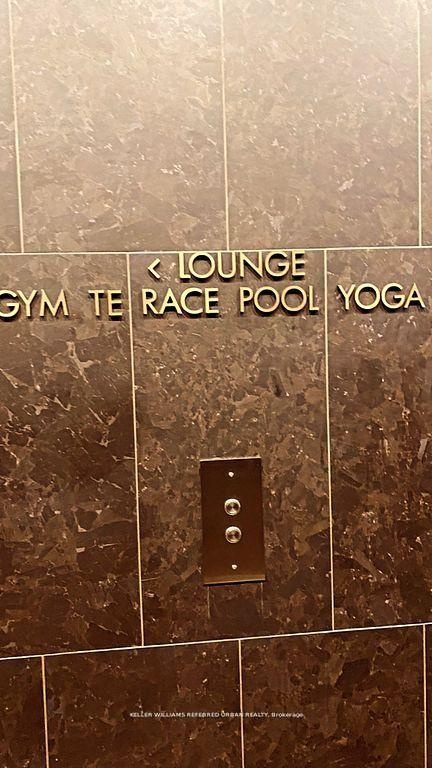 < LOUNGE
GYM TE RACE POOL YOGA
KELLER WILLIAMS REFERRED URBAN REALTY, Brokerage